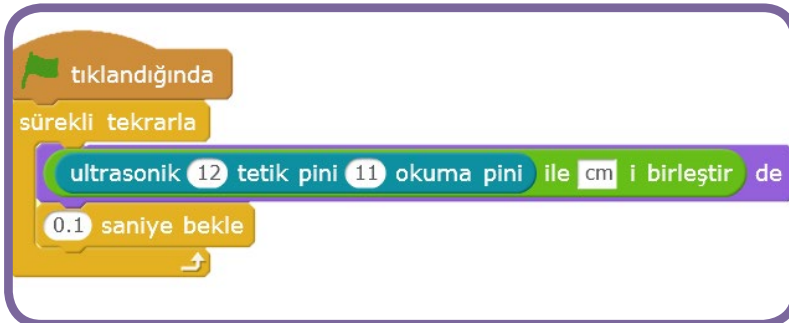 tıklandığında
sürekli tekrarla
ultrasonik 12 tetik pini 11 okuma pini ile cm i birleştir de
0.1 saniye bekle